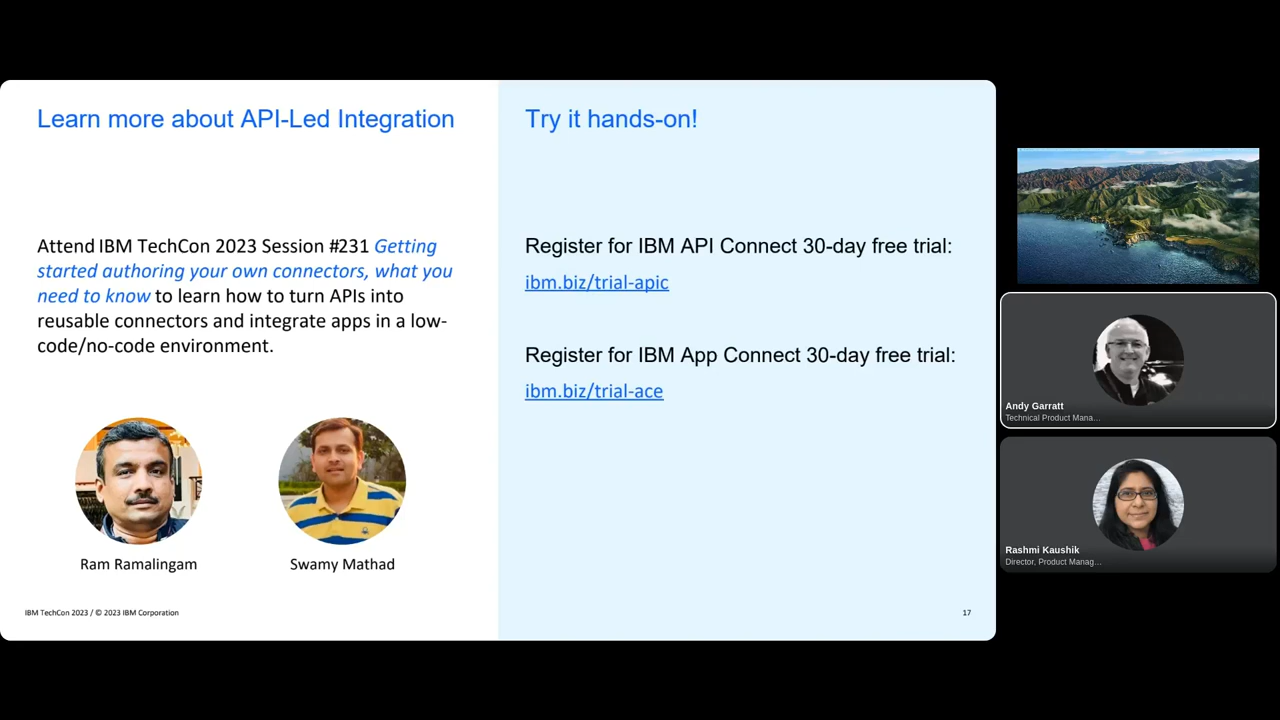 Learn more about API-Led Integration
Attend IBM TechCon 2023 Session #231 Getting
started authoring your own connectors, what you
need to know to learn how to turn APIs into
reusable connectors and integrate apps in a low-
code/no-code environment.
Ram Ramalingam
Swamy Mathad
IBM TechCon 2023 / © 2023 IBM Corporation
Try it hands-on!
Register for IBM API Connect 30-day free trial:
ibm.biz/trial-apic
Register for IBM App Connect 30-day free trial:
ibm.biz/trial-ace
17
Andy Garratt
Technical Product Mana...
Rashmi Kaushik
Director, Product Manag...